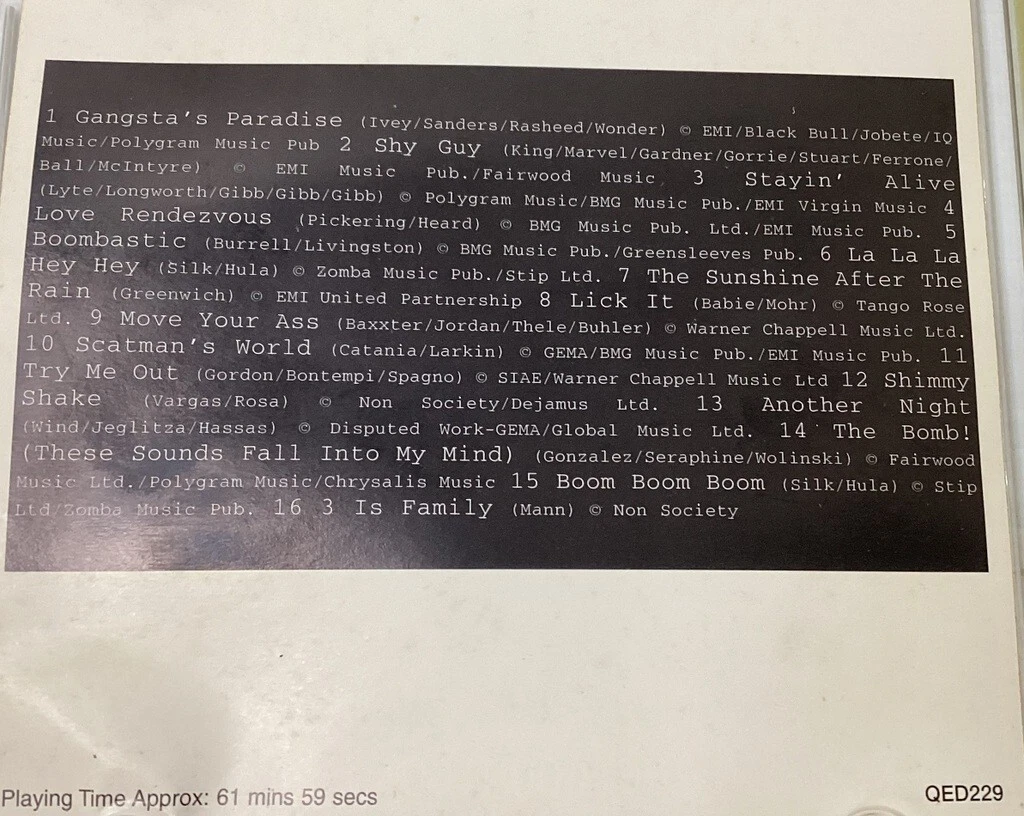 1 Gangsta's Paradise (Ivey/Sanders/Rasheed/Wonder) © EMI/Black Bull/Jobete/IQ
Music/Polygram Music Pub 2 Shy Guy (King/Marvel/Gardner/Gorrie/Stuart/Ferrone/
Ball/McIntyre) © EMI Music Pub./Fairwood Music 3 Stayin' Alive
(Lyte/Longworth/Gibb/Gibb/Gibb) © Polygram Music/BMG Music Pub./EMI Virgin Music 4
Love Rendezvous (Pickering/Heard) © BMG Music Pub. Ltd./EMI Music Pub. 5
Boombastic (Burrell/Livingston) © BMG Music Pub./Greensleeves Pub. 6 La La La
Hey Hey (Silk/Hula) © Zomba Music Pub./Stip Ltd. 7 The Sunshine After The
Rain (Greenwich) © EMI United Partnership 8 Lick It (Babie/Mohr) © Tango Rose
Ltd. 9 Move Your Ass (Baxxter/Jordan/Thele/Buhler) © Warner Chappell Music Ltd.
10 Scatman's World (Catania/Larkin) © GEMA/BMG Music Pub./EMI Music Pub. 11
Try Me Out (Gordon/Bontempi/Spagno) © SIAE/Warner Chappell Music Ltd 12 Shimmy
Shake (Vargas/Rosa) © Non Society/Dejamus Ltd. 13 Another Night
(Wind/Jeglitza/Hassas) © Disputed Work-GEMA/Global Music Ltd. 14 The Bomb!
(These Sounds Fall Into My Mind) (Gonzalez/Seraphine/Wolinski) © Fairwood
Music Ltd./Polygram Music/Chrysalis Music 15 Boom Boom Boom (Silk/Hula) © Stip
Ltd/Zomba Music Pub. 16 3 Is Family (Mann) © Non Society
Playing Time Approx: 61 mins 59 secs
QED229